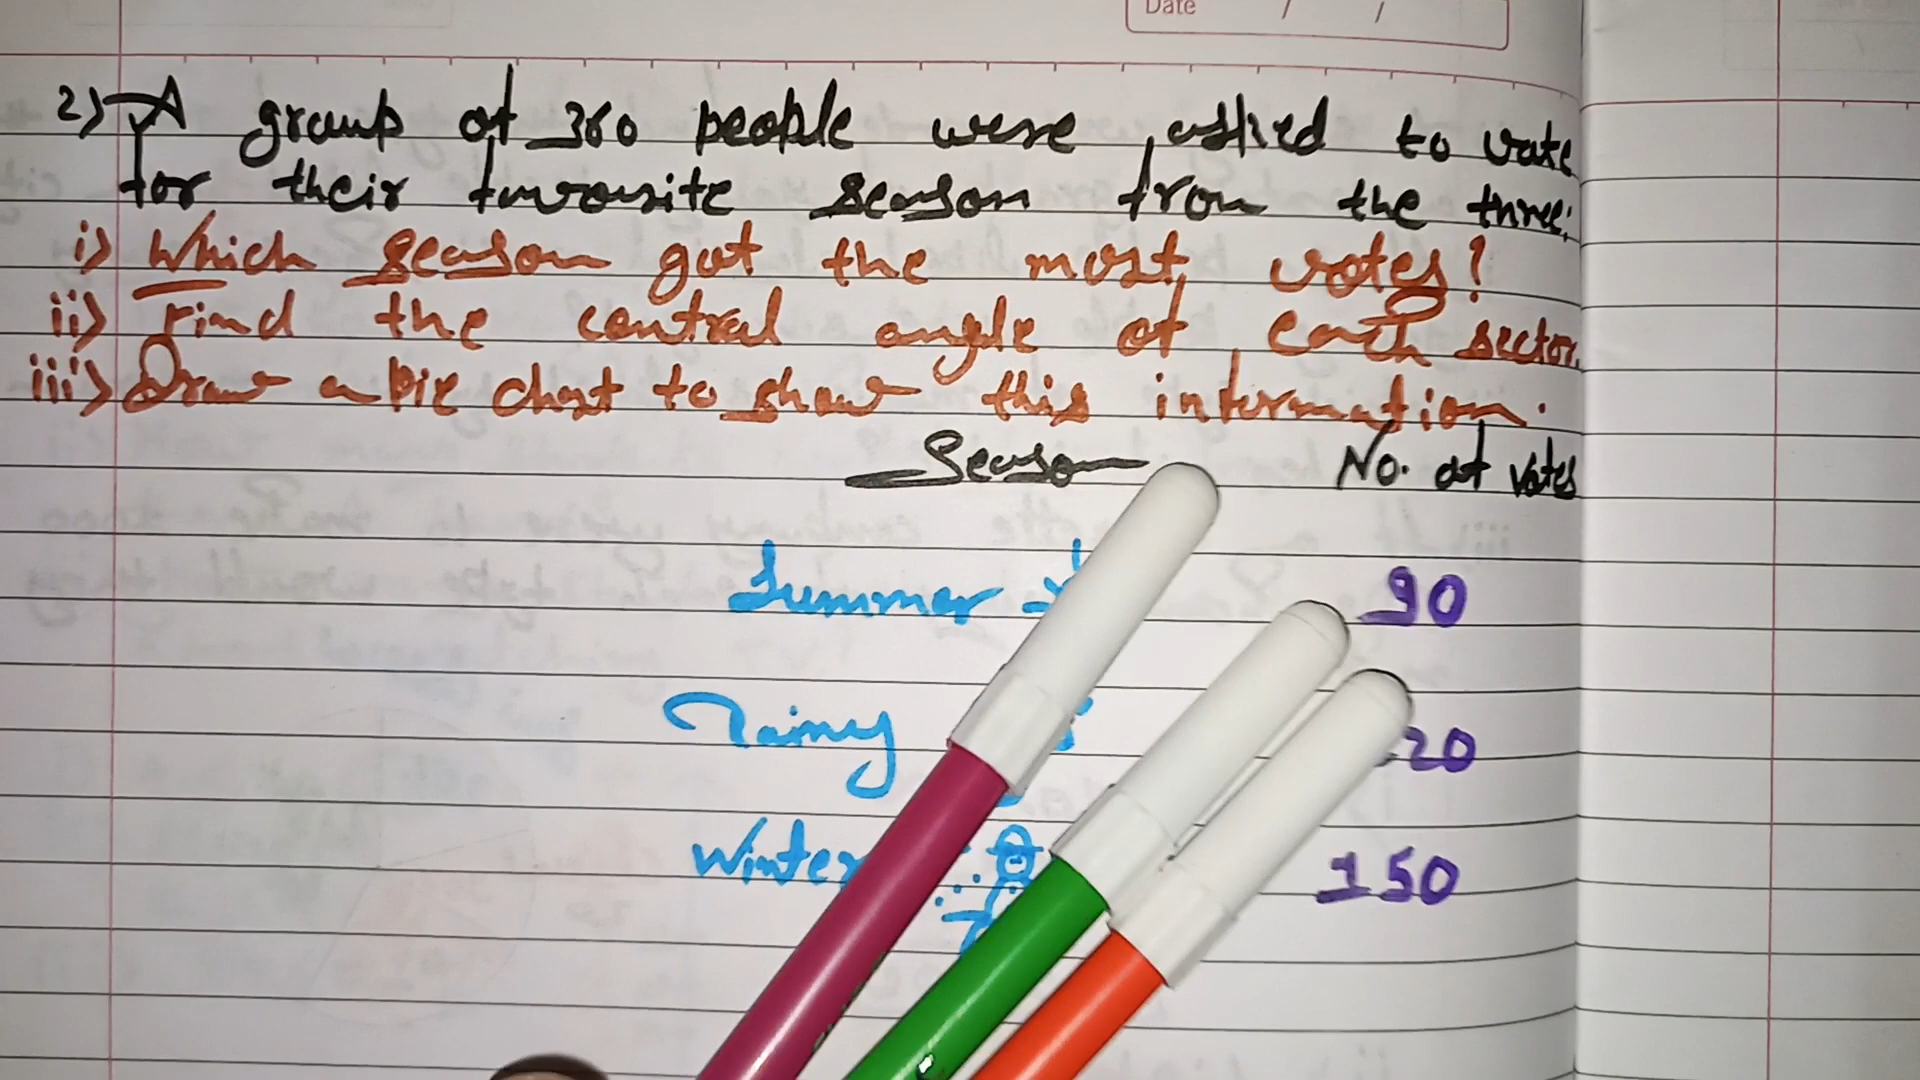 Date / /
2) A group of 360 people were asked to vote
for their favourite season from the three.
i) Which season got the most votes?
ii) Find the central angle of each sector.
iii) Draw a pie chart to show this information.
Season No. of votes
Summer 90
Rainy 20
Winter 150